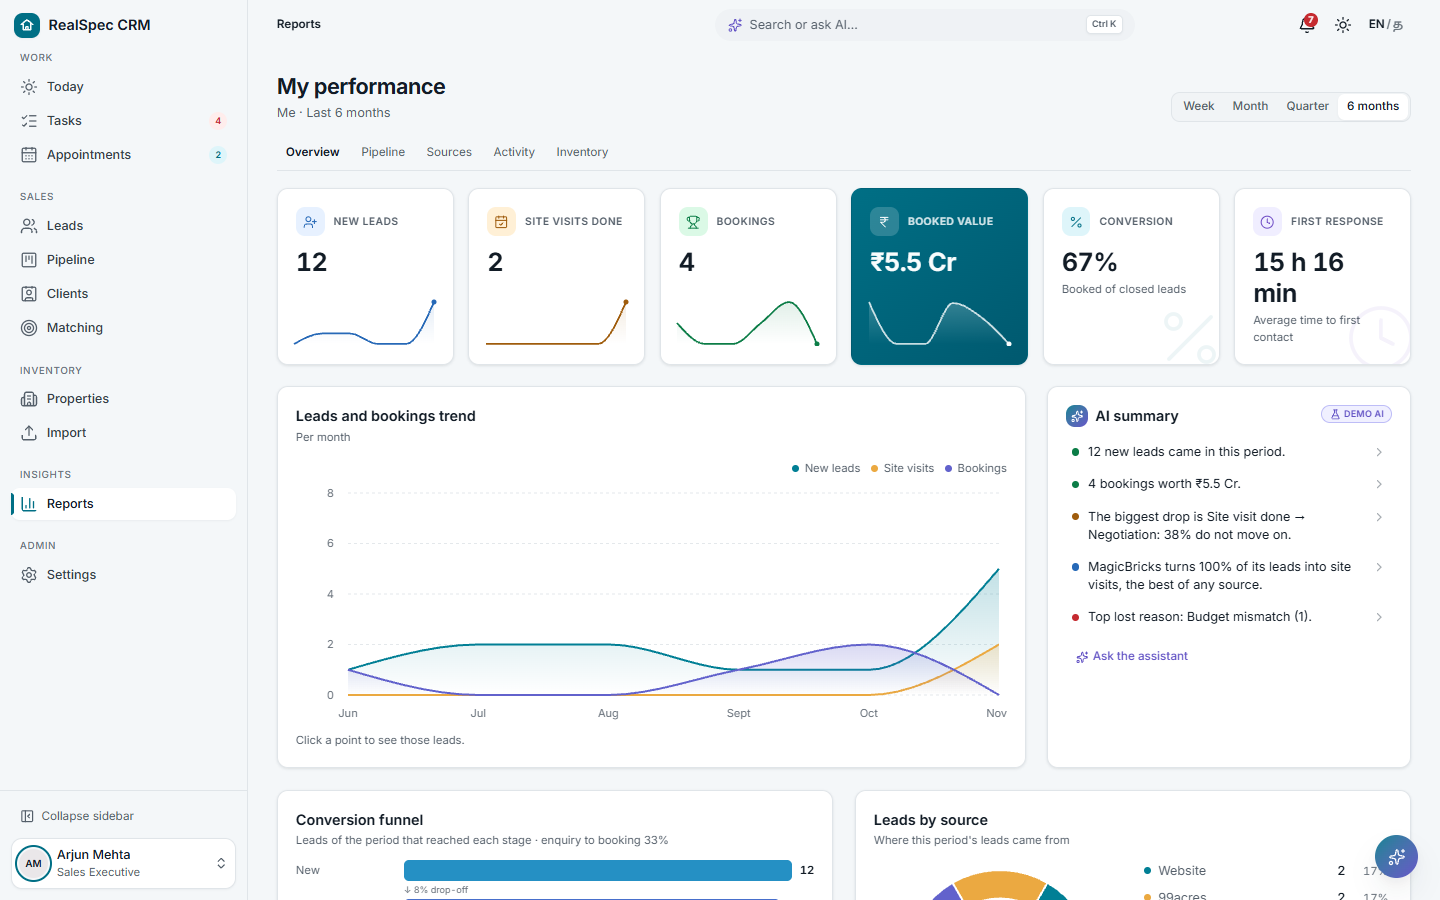 RealSpec CRM
WORK
Today
Tasks 4
Appointments 2
SALES
Leads
Pipeline
Clients
Matching
INVENTORY
Properties
Import
INSIGHTS
Reports
ADMIN
Settings
Collapse sidebar
AM
Arjun Mehta
Sales Executive
Reports
Search or ask AI...
Ctrl K
7
EN / த
My performance
Me · Last 6 months
Week Month Quarter 6 months
Overview Pipeline Sources Activity Inventory
NEW LEADS
12
SITE VISITS DONE
2
BOOKINGS
4
₹ BOOKED VALUE
₹5.5 Cr
CONVERSION
67%
Booked of closed leads
FIRST RESPONSE
15 h 16
min
Average time to first
contact
Leads and bookings trend
Per month
New leads Site visits Bookings
8
6
4
2
0
Jun Jul Aug Sept Oct Nov
Click a point to see those leads.
AI summary
DEMO AI
12 new leads came in this period.
4 bookings worth ₹5.5 Cr.
The biggest drop is Site visit done →
Negotiation: 38% do not move on.
MagicBricks turns 100% of its leads into site
visits, the best of any source.
Top lost reason: Budget mismatch (1).
Ask the assistant
Conversion funnel
Leads of the period that reached each stage · enquiry to booking 33%
New 12
↓ 8% drop-off
Leads by source
Where this period's leads came from
Website 2 17%
99acres 2 17%